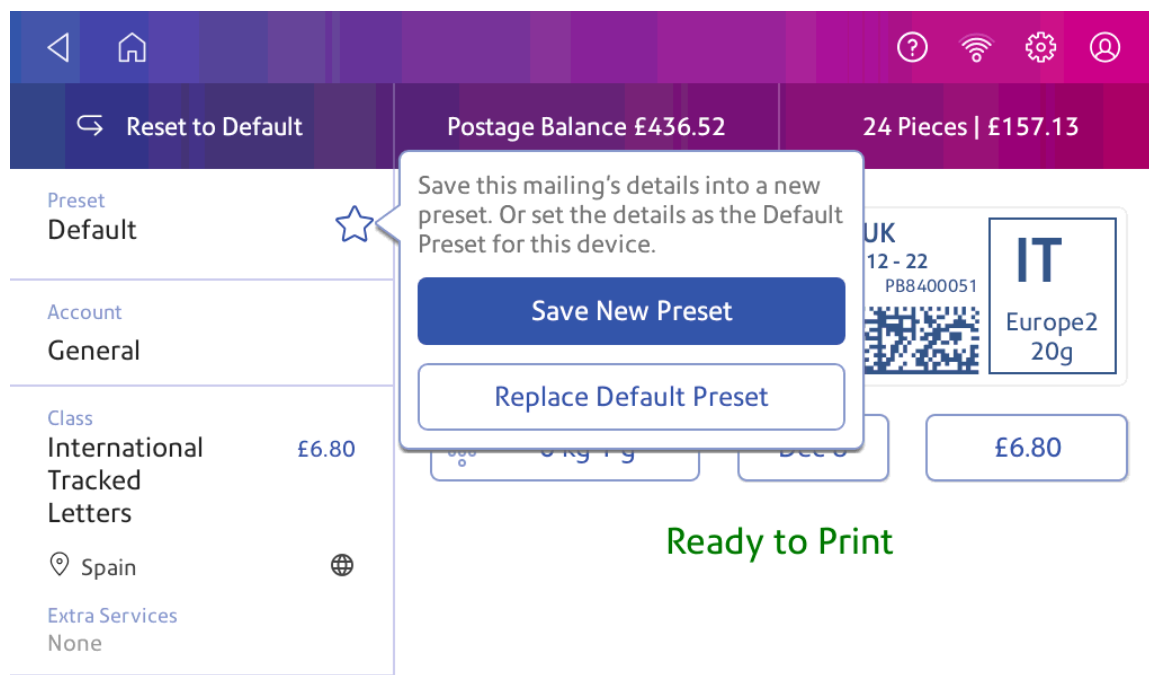 Reset to Default
Postage Balance £436.52
24 Pieces | £157.13
Preset
Default
Save this mailing’s details into a new
preset. Or set the details as the Default
Preset for this device.
Save New Preset
Replace Default Preset
UK
12 - 22
PB8400051
IT
Europe2
20g
Account
General
Class
International
Tracked
Letters
£6.80
Spain
Extra Services
None
£6.80
Ready to Print